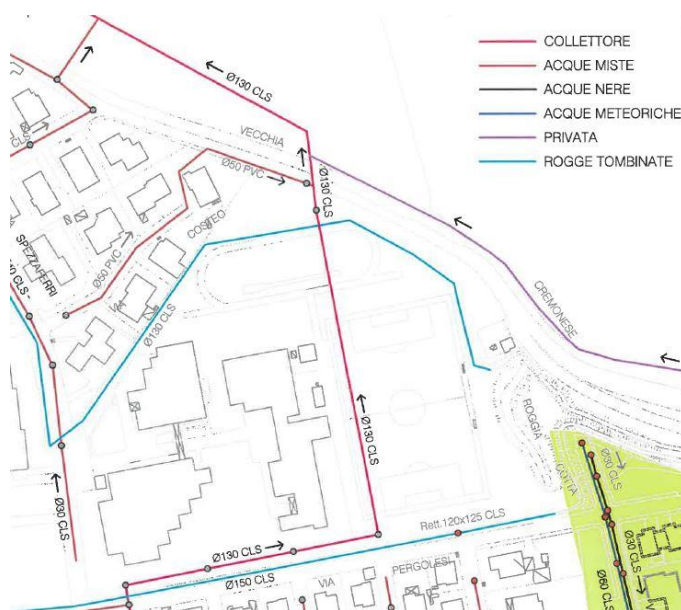 COLLETTORE
ACQUE MISTE
ACQUE NERE
ACQUE METEORICHE
PRIVATA
ROGGE TOMBINATE
Ø130 CLS
VECCHIA
Ø50 PVC
Ø130 CLS
COSTEO
SPEZZAFERRI
Ø50 PVC
VIA
Ø130 CLS
CREMONESE
ROGGIA
COTTA
Ø130 CLS
Ø30 CLS
Ø30 CLS
Rett.120x125 CLS
Ø130 CLS
Ø150 CLS
VIA
PERGOLESI
Ø30 CLS
Ø60 CLS